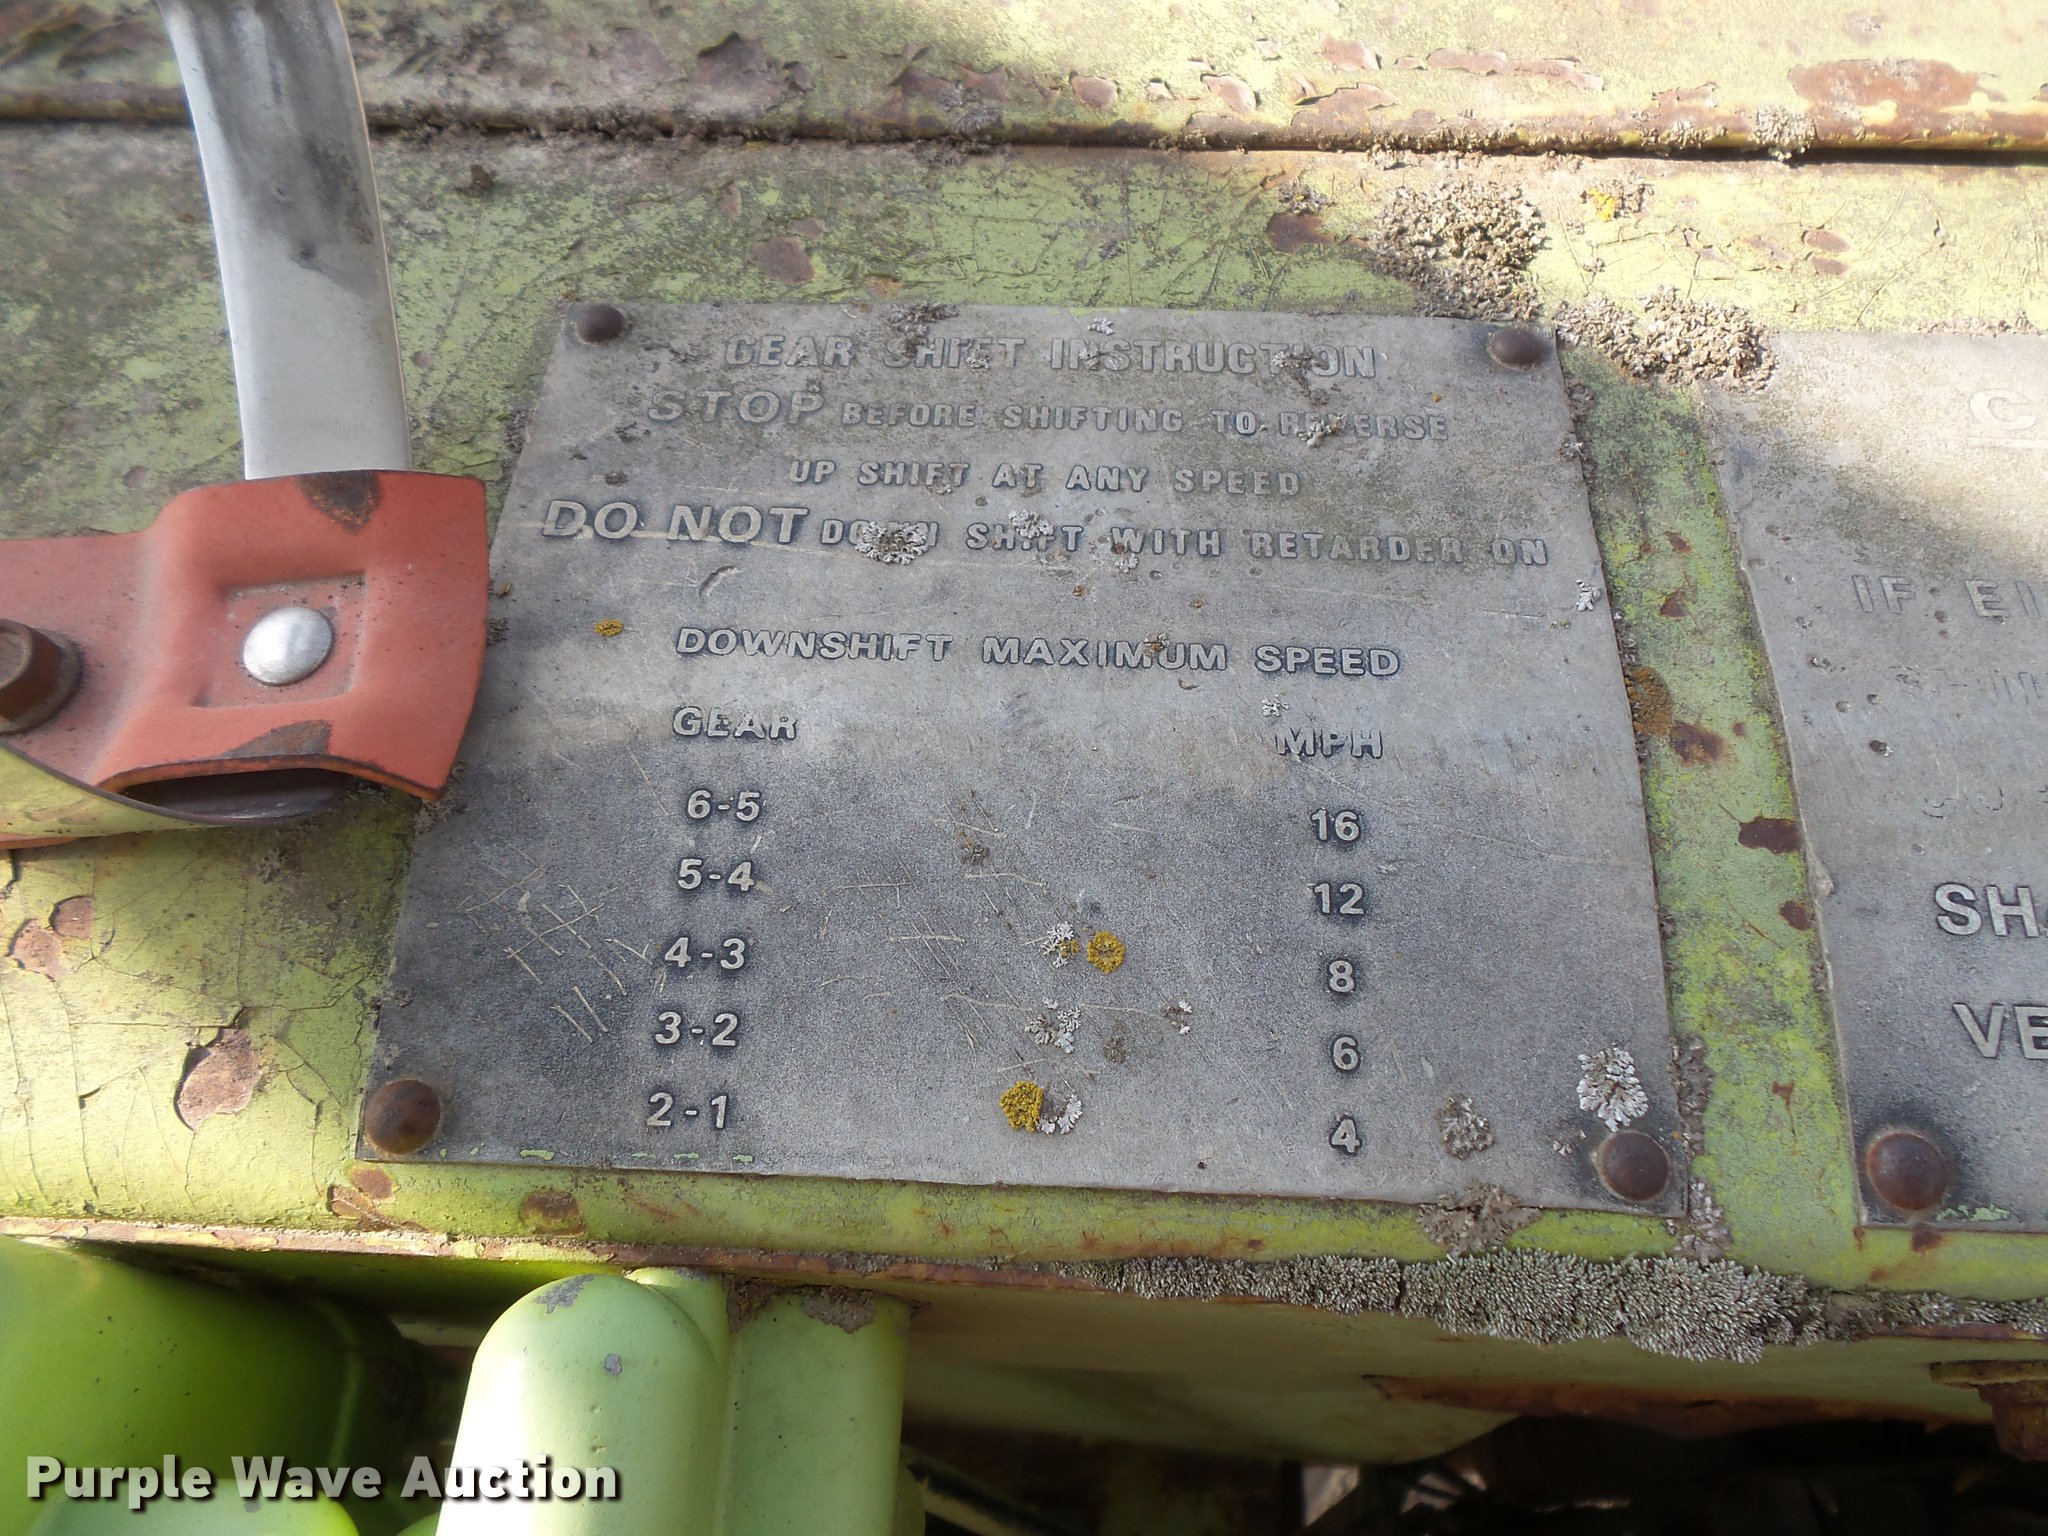 GEAR SHIFT INSTRUCTION
STOP BEFORE SHIFTING TO REVERSE
UP SHIFT AT ANY SPEED
DO NOT DOWN SHIFT WITH RETARDER ON
DOWNSHIFT MAXIMUM SPEED
GEAR MPH
6-5 16
5-4 12
4-3 8
3-2 6
2-1 4
C
IF EI
SH
VE
Purple Wave Auction